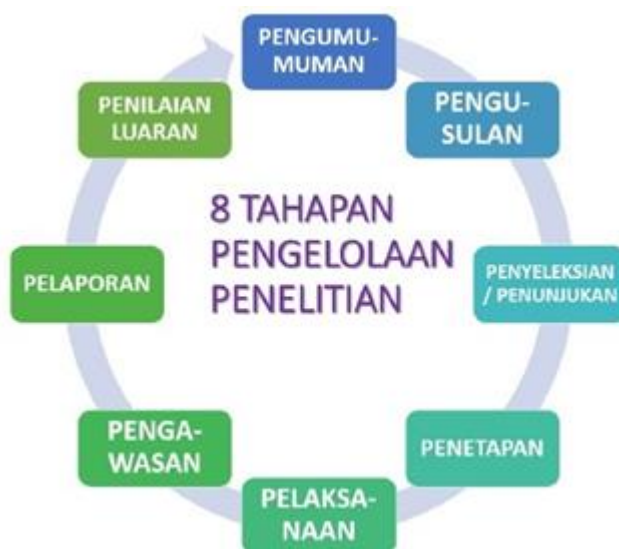 PENGUMU-
MUMAN
PENGU-
SULAN
PENYELEKSIAN
/ PENUNJUKAN
PENETAPAN
PELAKSA-
NAAN
PENGA-
WASAN
PELAPORAN
PENILAIAN
LUARAN
8 TAHAPAN
PENGELOLAAN
PENELITIAN